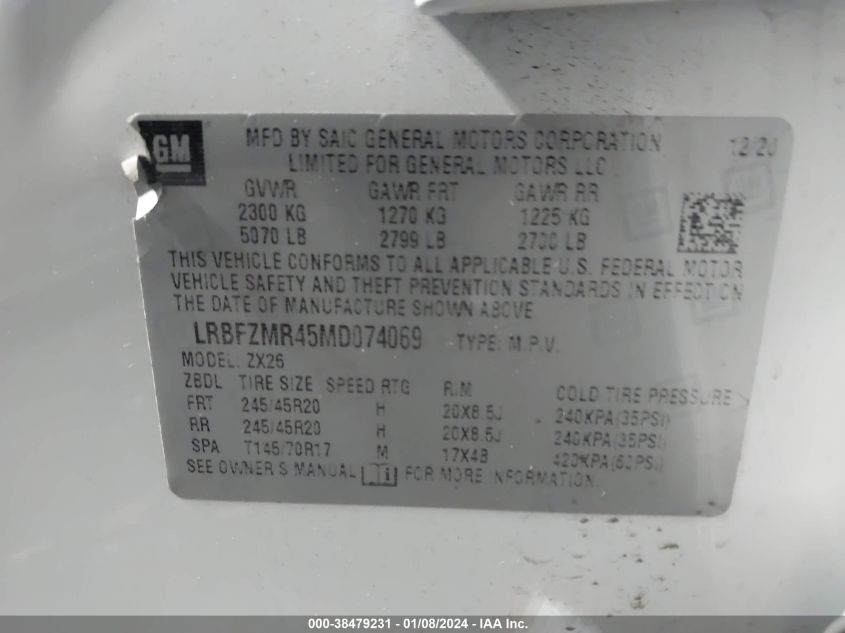 GM
MFD BY SAIC GENERAL MOTORS CORPORATION 12/20
LIMITED FOR GENERAL MOTORS LLC
GVWR GAWR FRT GAWR RR
2300 KG 1270 KG 1225 KG
5070 LB 2799 LB 2700 LB
THIS VEHICLE CONFORMS TO ALL APPLICABLE U.S. FEDERAL MOTOR
VEHICLE SAFETY AND THEFT PREVENTION STANDARDS IN EFFECT ON
THE DATE OF MANUFACTURE SHOWN ABOVE
LRBFZMR45MD074069 TYPE: M.P.V.
MODEL: ZX26
ZBDL TIRE SIZE SPEED RTG RIM COLD TIRE PRESSURE
FRT 245/45R20 H 20X8.5J 240KPA(35PSI)
RR 245/45R20 H 20X8.5J 240KPA(35PSI)
SPA T145/70R17 M 17X4B 420KPA(60PSI)
SEE OWNER'S MANUAL FOR MORE INFORMATION.
000-38479231 - 01/08/2024 - IAA Inc.